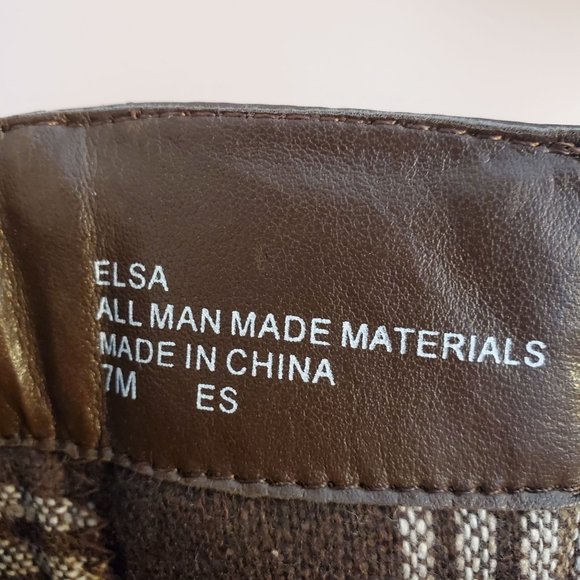 ELSA
ALL MAN MADE MATERIALS
MADE IN CHINA
7M ES